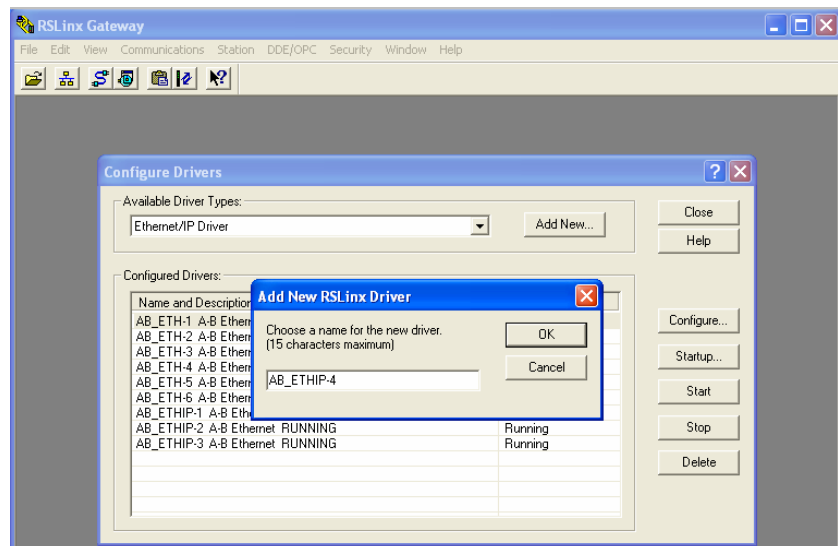 RSLinx Gateway
File Edit View Communications Station DDE/OPC Security Window Help
Configure Drivers
Available Driver Types:
Ethernet/IP Driver
Add New...
Close
Help
Configured Drivers:
Name and Description
AB_ETH-1 A-B Ethern
AB_ETH-2 A-B Ethern
AB_ETH-3 A-B Ethern
AB_ETH-4 A-B Ethern
AB_ETH-5 A-B Ethern
AB_ETH-6 A-B Ethern
AB_ETHIP-1 A-B Ethe
AB_ETHIP-2 A-B Ethernet RUNNING Running
AB_ETHIP-3 A-B Ethernet RUNNING Running
Add New RSLinx Driver
Choose a name for the new driver.
(15 characters maximum)
AB_ETHIP-4
OK
Cancel
Configure...
Startup...
Start
Stop
Delete